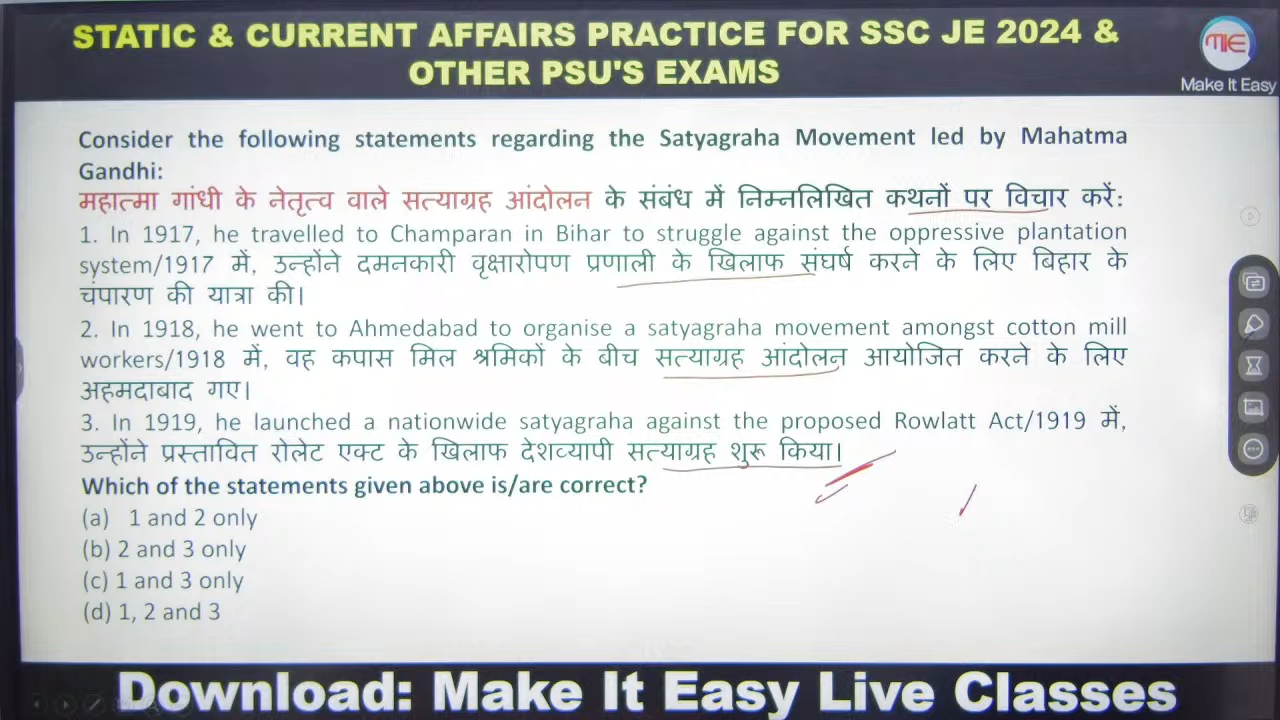 STATIC & CURRENT AFFAIRS PRACTICE FOR SSC JE 2024 &
OTHER PSU'S EXAMS
MIE
Make It Easy
Consider the following statements regarding the Satyagraha Movement led by Mahatma
Gandhi:
महात्मा गांधी के नेतृत्व वाले सत्याग्रह आंदोलन के संबंध में निम्नलिखित कथनों पर विचार करें:
1. In 1917, he travelled to Champaran in Bihar to struggle against the oppressive plantation
system/1917 में, उन्होंने दमनकारी वृक्षारोपण प्रणाली के खिलाफ संघर्ष करने के लिए बिहार के
चंपारण की यात्रा की।
2. In 1918, he went to Ahmedabad to organise a satyagraha movement amongst cotton mill
workers/1918 में, वह कपास मिल श्रमिकों के बीच सत्याग्रह आंदोलन आयोजित करने के लिए
अहमदाबाद गए।
3. In 1919, he launched a nationwide satyagraha against the proposed Rowlatt Act/1919 में,
उन्होंने प्रस्तावित रोलेट एक्ट के खिलाफ देशव्यापी सत्याग्रह शुरू किया।
Which of the statements given above is/are correct?
(a) 1 and 2 only
(b) 2 and 3 only
(c) 1 and 3 only
(d) 1, 2 and 3
Download: Make It Easy Live Classes